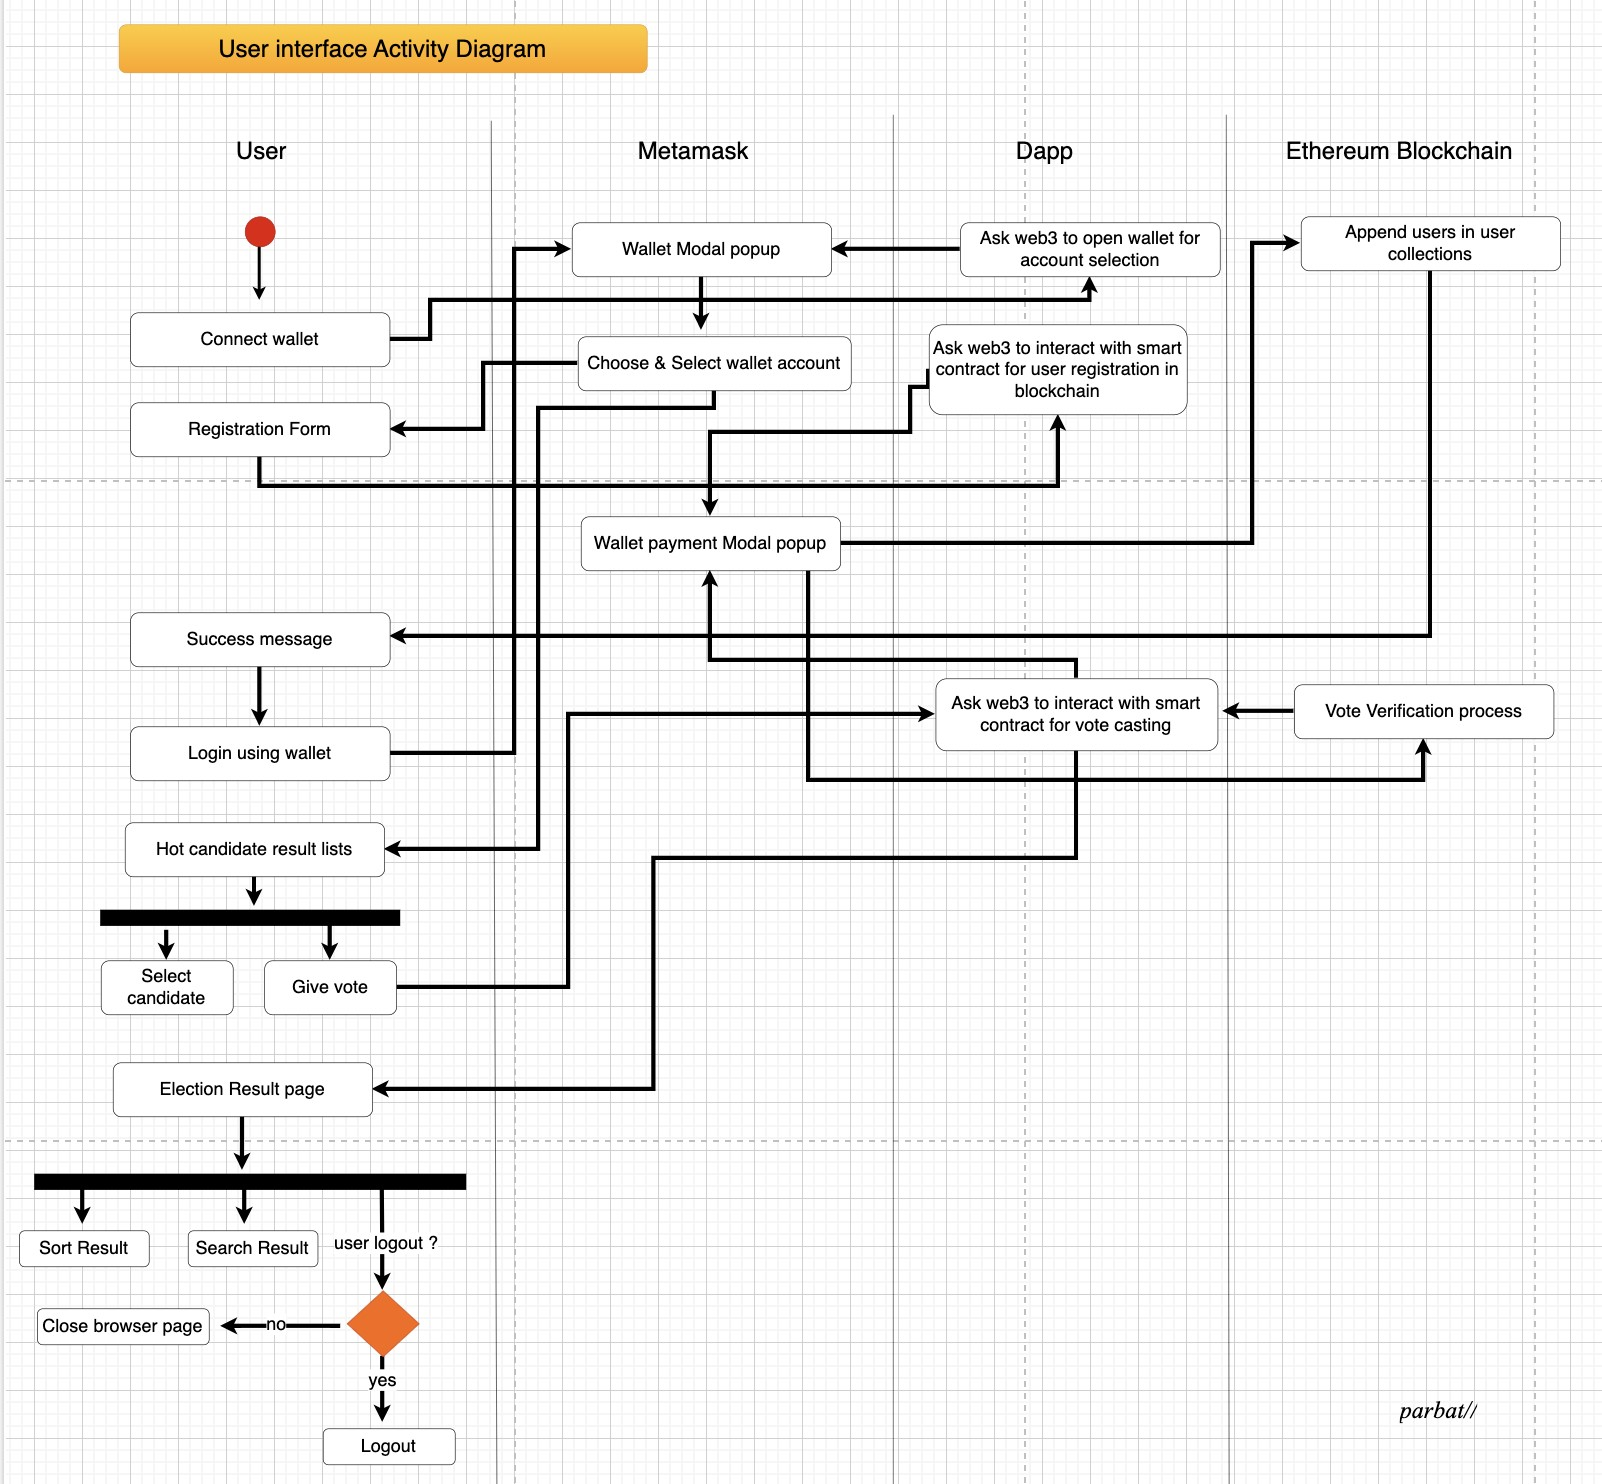 User interface Activity Diagram
User
Metamask
Dapp
Ethereum Blockchain
Wallet Modal popup
Ask web3 to open wallet for
account selection
Append users in user
collections
Connect wallet
Choose & Select wallet account
Ask web3 to interact with smart
contract for user registration in
blockchain
Registration Form
Wallet payment Modal popup
Success message
Ask web3 to interact with smart
contract for vote casting
Vote Verification process
Login using wallet
Hot candidate result lists
Select
candidate
Give vote
Election Result page
Sort Result
Search Result
user logout ?
Close browser page
no
yes
parbat//
Logout